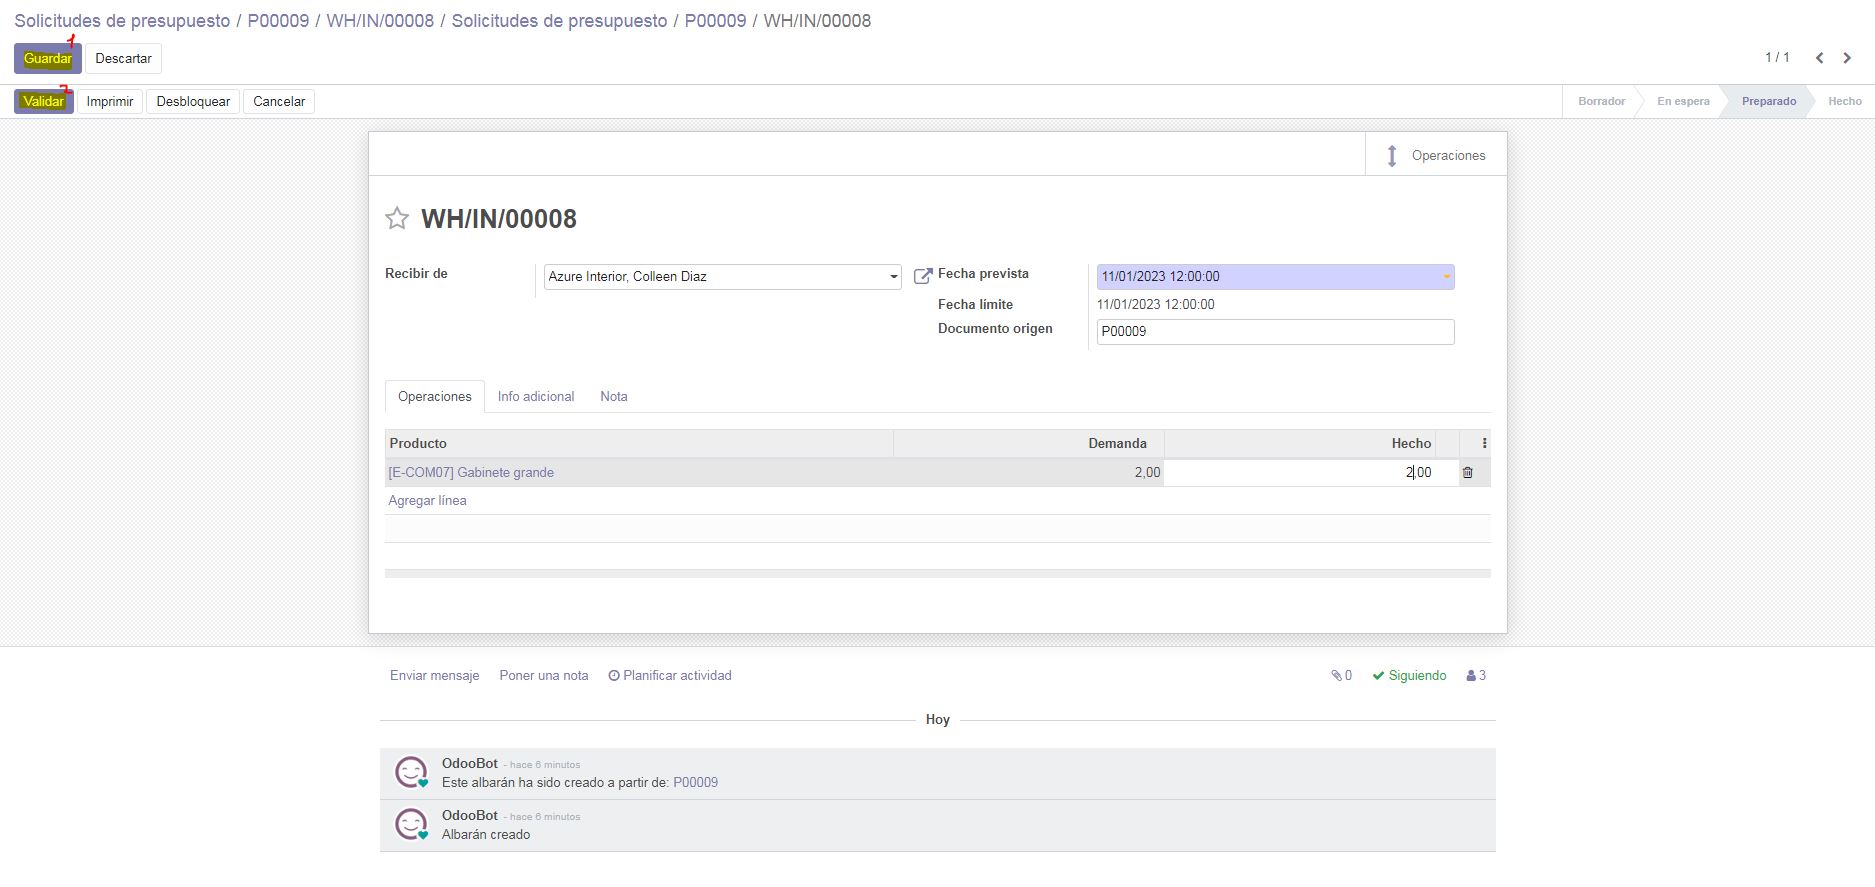 Solicitudes de presupuesto / P00009 / WH/IN/00008 / Solicitudes de presupuesto / P00009 / WH/IN/00008
1
Guardar Descartar 1 / 1
2
Validar Imprimir Desbloquear Cancelar Borrador En espera Preparado Hecho
Operaciones
WH/IN/00008
Recibir de Azure Interior, Colleen Diaz Fecha prevista 11/01/2023 12:00:00
Fecha límite 11/01/2023 12:00:00
Documento origen P00009
Operaciones Info adicional Nota
Producto Demanda Hecho
[E-COM07] Gabinete grande 2,00 2,00
Agregar línea
Enviar mensaje Poner una nota Planificar actividad 0 Siguiendo 3
Hoy
OdooBot - hace 6 minutos
Este albarán ha sido creado a partir de: P00009
OdooBot - hace 6 minutos
Albarán creado